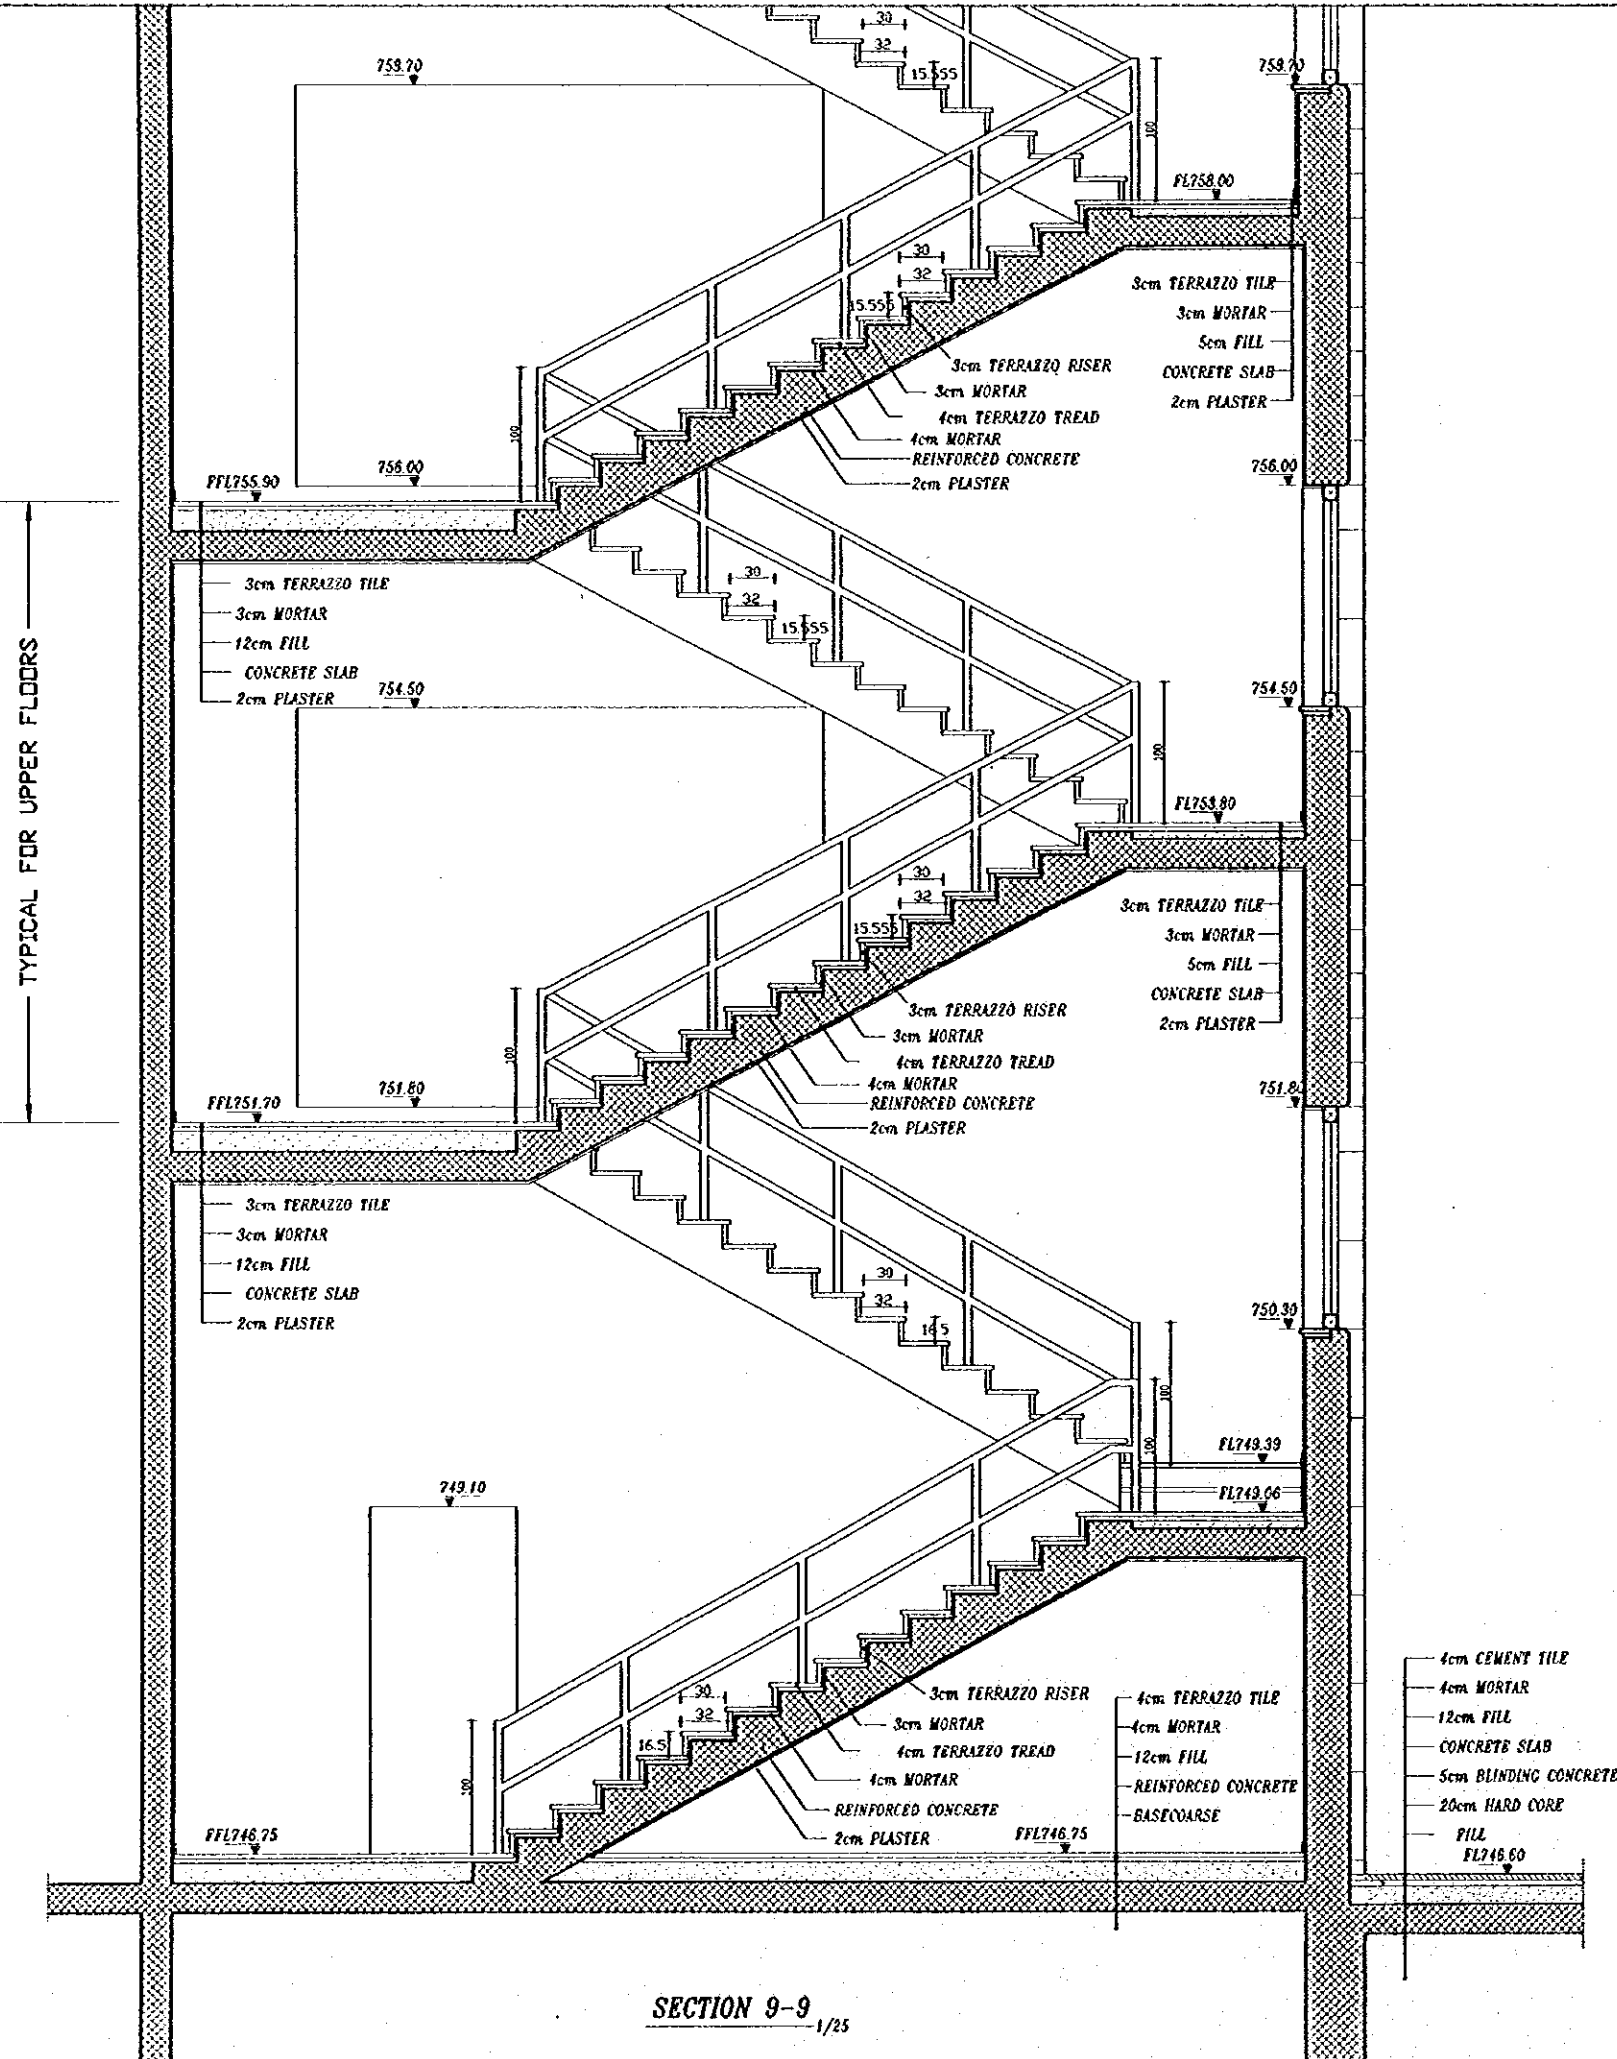 30
32
15.555
759.70
759.70
100
FL758.00
30
32
15.555
3cm TERRAZZO TILE
3cm MORTAR
5cm FILL
CONCRETE SLAB
2cm PLASTER
3cm TERRAZZO RISER
3cm MORTAR
4cm TERRAZZO TREAD
4cm MORTAR
REINFORCED CONCRETE
2cm PLASTER
100
FFL755.90
756.00
756.00
TYPICAL FOR UPPER FLOORS
3cm TERRAZZO TILE
3cm MORTAR
12cm FILL
CONCRETE SLAB
2cm PLASTER
30
32
15.555
754.50
754.50
100
FL753.80
30
32
15.555
3cm TERRAZZO TILE
3cm MORTAR
5cm FILL
CONCRETE SLAB
2cm PLASTER
3cm TERRAZZO RISER
3cm MORTAR
4cm TERRAZZO TREAD
4cm MORTAR
REINFORCED CONCRETE
2cm PLASTER
100
FFL751.70
751.80
751.80
3cm TERRAZZO TILE
3cm MORTAR
12cm FILL
CONCRETE SLAB
2cm PLASTER
30
32
16.5
750.30
100
100
FL749.39
FL749.06
749.10
30
32
16.5
3cm TERRAZZO RISER
3cm MORTAR
4cm TERRAZZO TREAD
4cm MORTAR
REINFORCED CONCRETE
2cm PLASTER
100
4cm TERRAZZO TILE
4cm MORTAR
12cm FILL
REINFORCED CONCRETE
BASECOARSE
4cm CEMENT TILE
4cm MORTAR
12cm FILL
CONCRETE SLAB
5cm BLINDING CONCRETE
20cm HARD CORE
FILL
FFL746.75
FFL746.75
FL746.60
SECTION 9-9
1/25